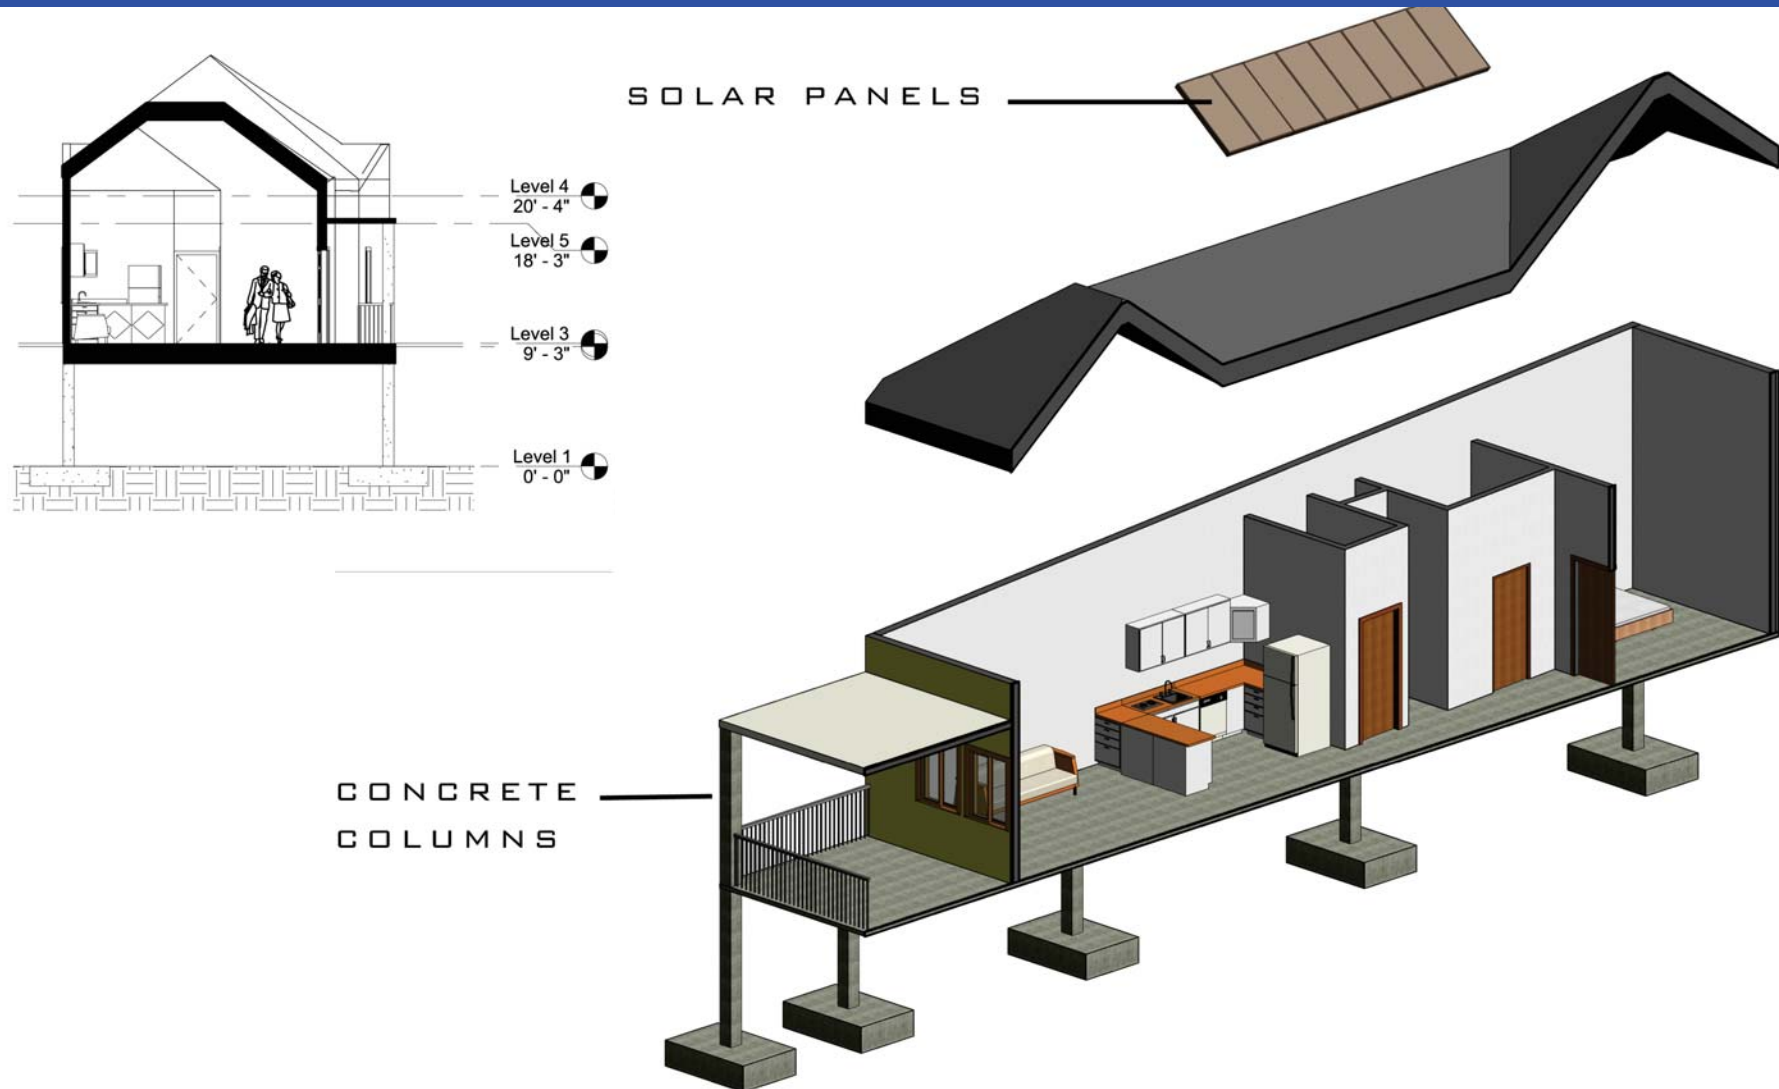 SOLAR PANELS
Level 4
20' - 4"
Level 5
18' - 3"
Level 3
9' - 3"
Level 1
0' - 0"
CONCRETE
COLUMNS